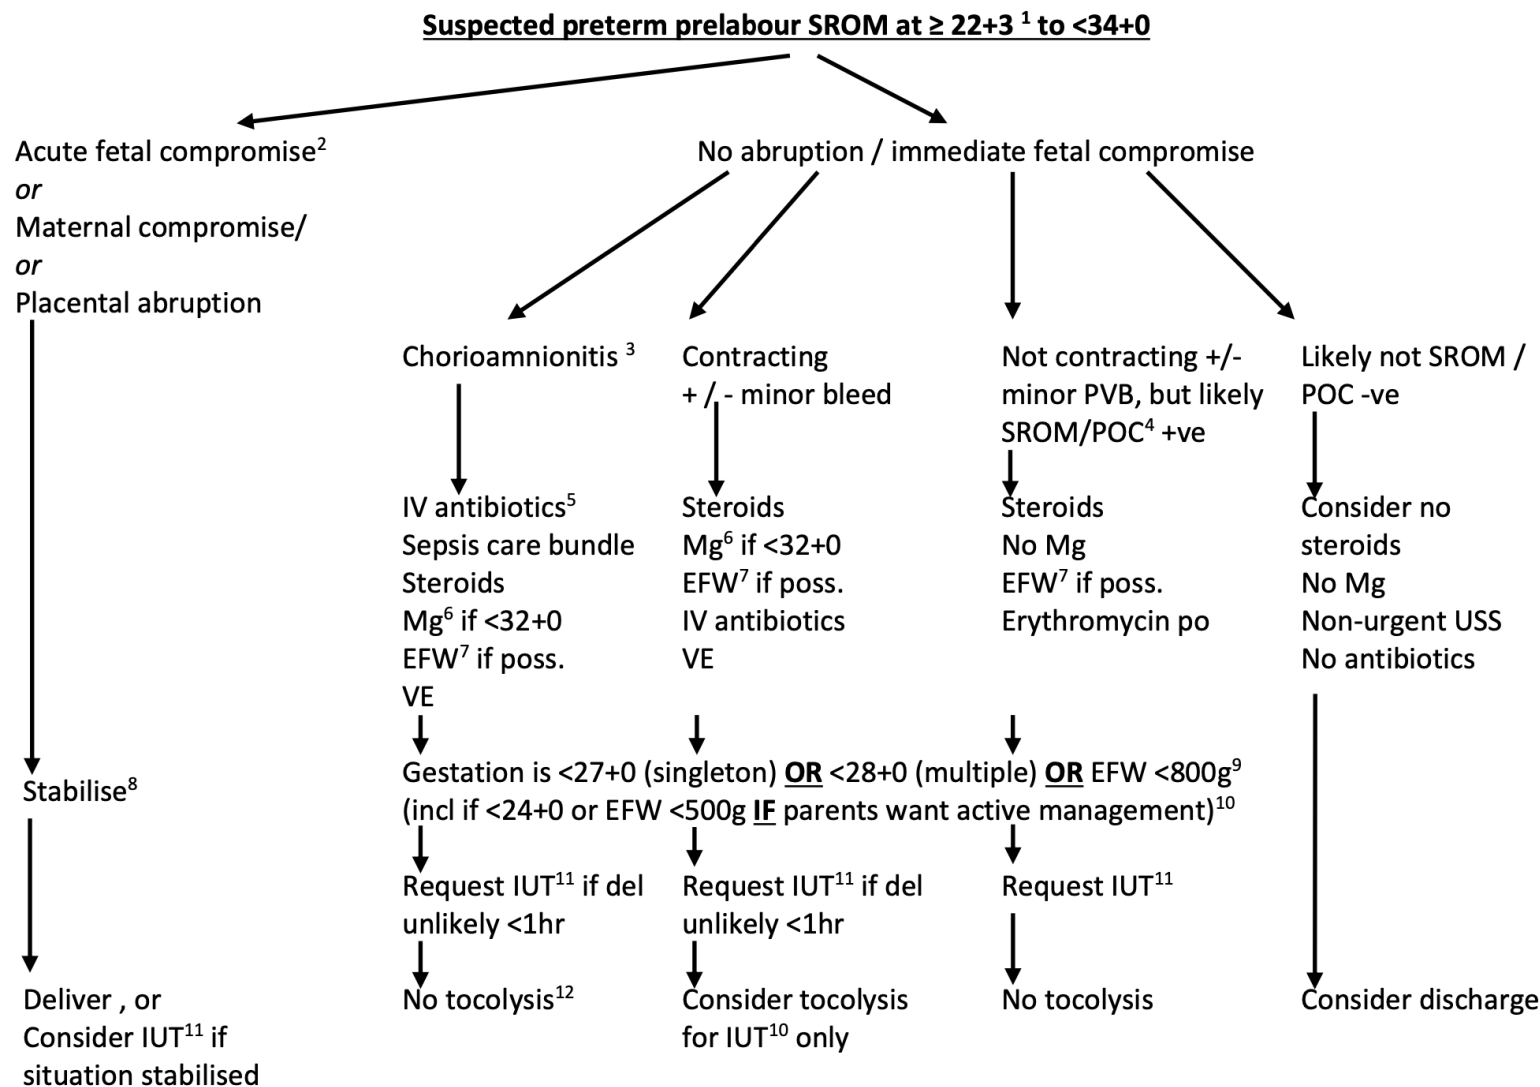 Suspected preterm prelabour SROM at ≥ 22+3 ¹ to <34+0
Acute fetal compromise²
or
Maternal compromise/
or
Placental abruption
No abruption / immediate fetal compromise
Chorioamnionitis ³
Contracting
+ / - minor bleed
Not contracting +/-
minor PVB, but likely
SROM/POC⁴ +ve
Likely not SROM /
POC -ve
IV antibiotics⁵
Sepsis care bundle
Steroids
Mg⁶ if <32+0
EFW⁷ if poss.
VE
Steroids
Mg⁶ if <32+0
EFW⁷ if poss.
IV antibiotics
VE
Steroids
No Mg
EFW⁷ if poss.
Erythromycin po
Consider no
steroids
No Mg
Non-urgent USS
No antibiotics
Stabilise⁸
Gestation is <27+0 (singleton) OR <28+0 (multiple) OR EFW <800g⁹
(incl if <24+0 or EFW <500g IF parents want active management)¹⁰
Request IUT¹¹ if del
unlikely <1hr
Request IUT¹¹ if del
unlikely <1hr
Request IUT¹¹
Deliver , or
Consider IUT¹¹ if
situation stabilised
No tocolysis¹²
Consider tocolysis
for IUT¹⁰ only
No tocolysis
Consider discharge